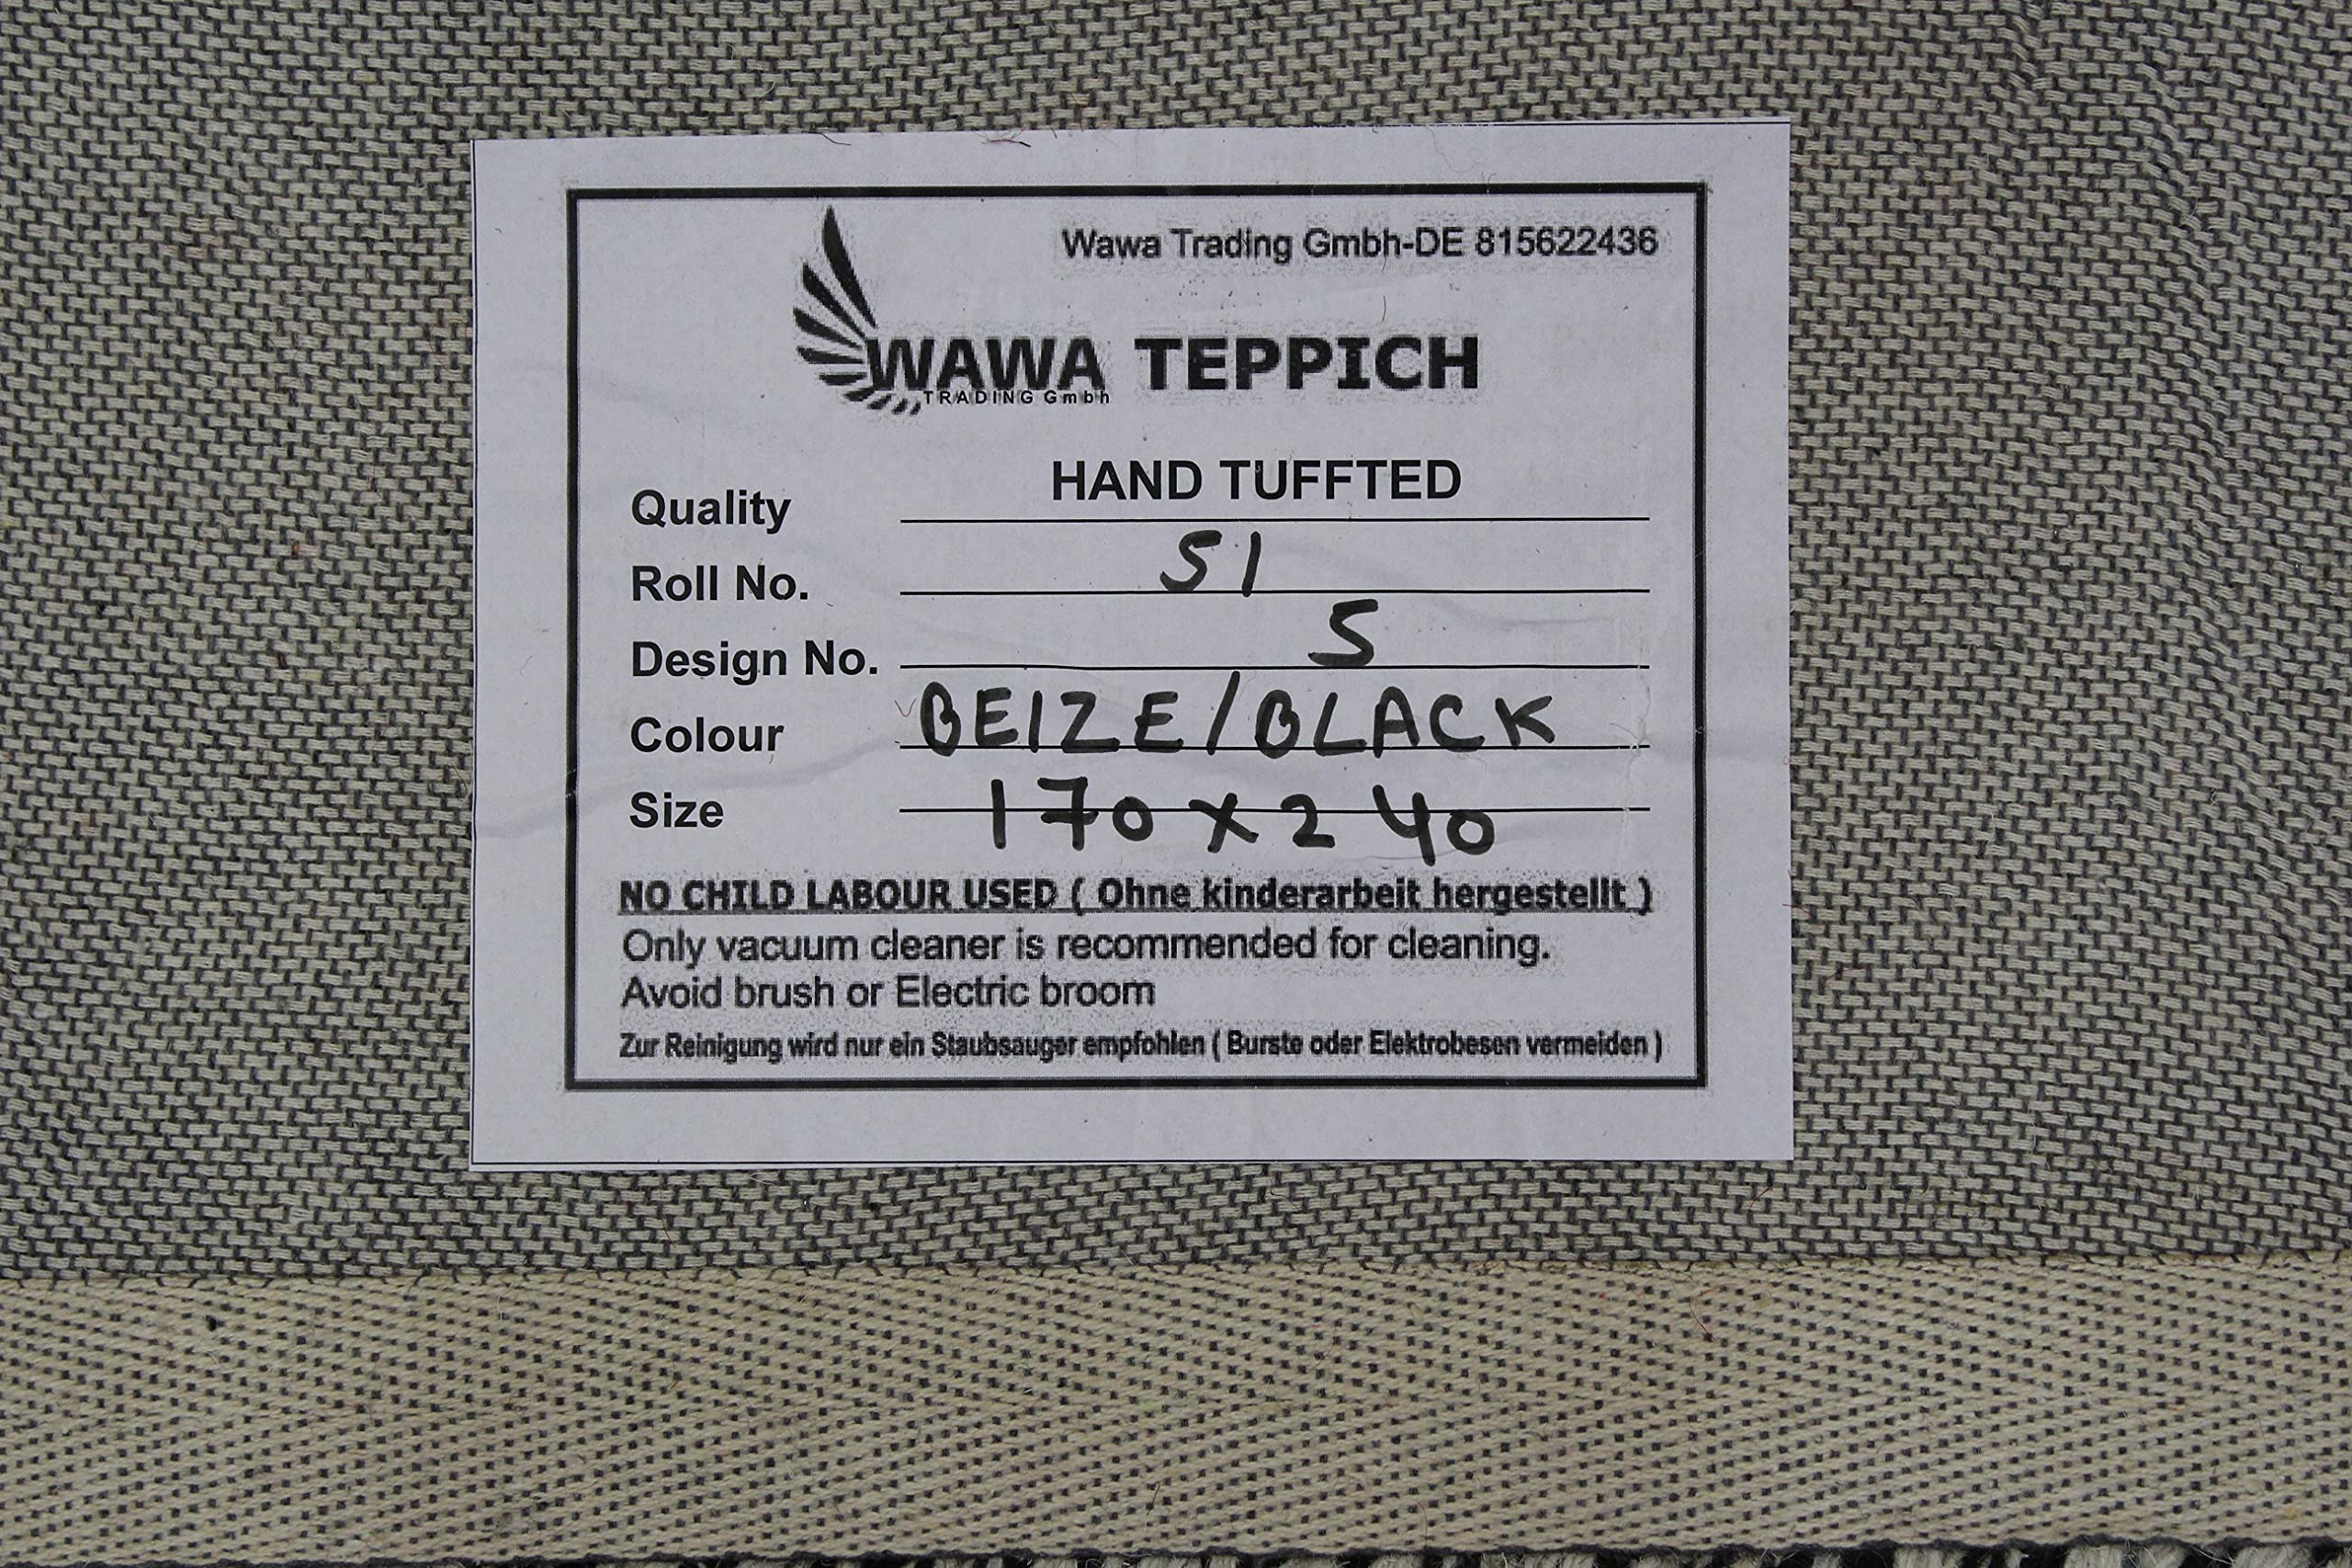 Wawa Trading Gmbh-DE 815622436
WAWA TEPPICH
TRADING Gmbh
Quality HAND TUFFTED
Roll No. 51
Design No. 5
Colour BEIZE/BLACK
Size 170 x 240
NO CHILD LABOUR USED ( Ohne kinderarbeit hergestellt )
Only vacuum cleaner is recommended for cleaning.
Avoid brush or Electric broom
Zur Reinigung wird nur ein Staubsauger empfohlen ( Burste oder Elektrobesen vermeiden )